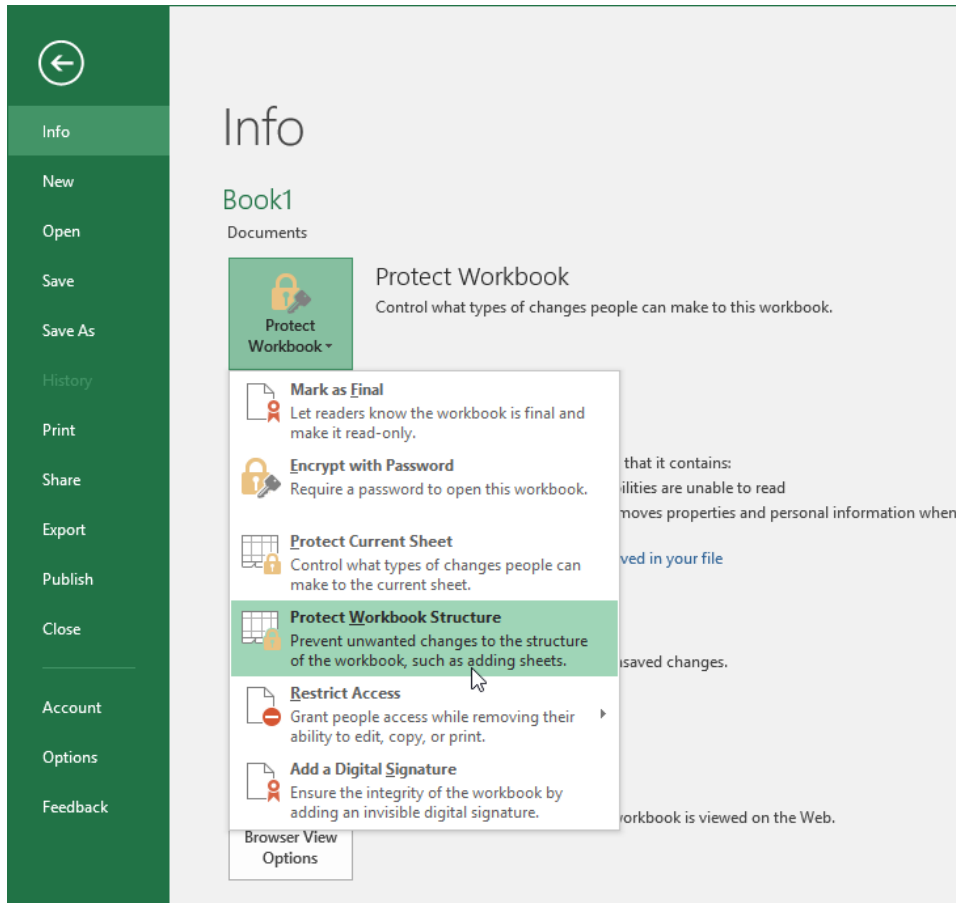 Info
New
Open
Save
Save As
History
Print
Share
Export
Publish
Close
Account
Options
Feedback
Info
Book1
Documents
Protect
Workbook
Protect Workbook
Control what types of changes people can make to this workbook.
Mark as Final
Let readers know the workbook is final and
make it read-only.
Encrypt with Password
Require a password to open this workbook.
Protect Current Sheet
Control what types of changes people can
make to the current sheet.
Protect Workbook Structure
Prevent unwanted changes to the structure
of the workbook, such as adding sheets.
Restrict Access
Grant people access while removing their
ability to edit, copy, or print.
Add a Digital Signature
Ensure the integrity of the workbook by
adding an invisible digital signature.
that it contains:
ilities are unable to read
moves properties and personal information when
ved in your file
saved changes.
orkbook is viewed on the Web.
Browser View
Options